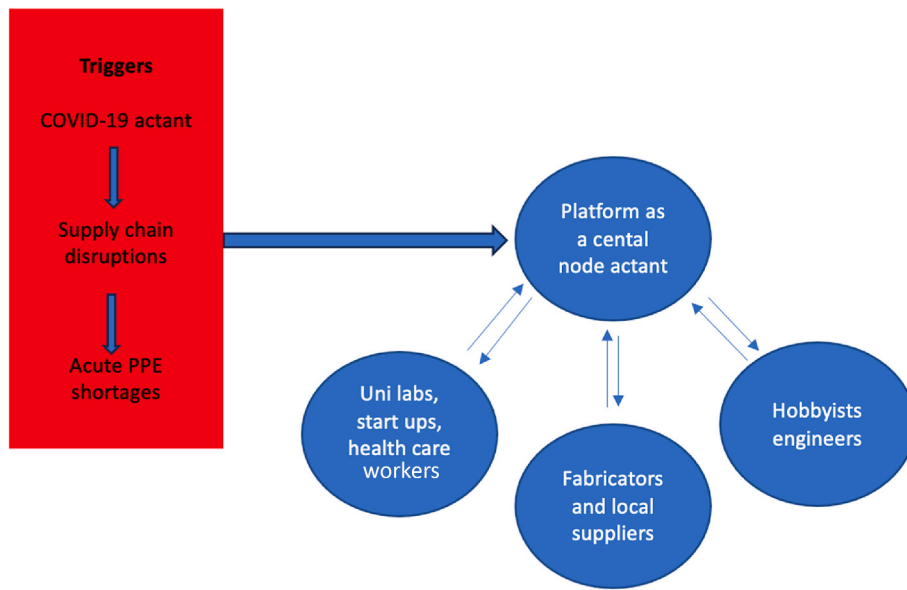 Triggers
COVID-19 actant
Supply chain
disruptions
Acute PPE
shortages
Platform as
a cental
node actant
Uni labs,
start ups,
health care
workers
Fabricators
and local
suppliers
Hobbyists
engineers